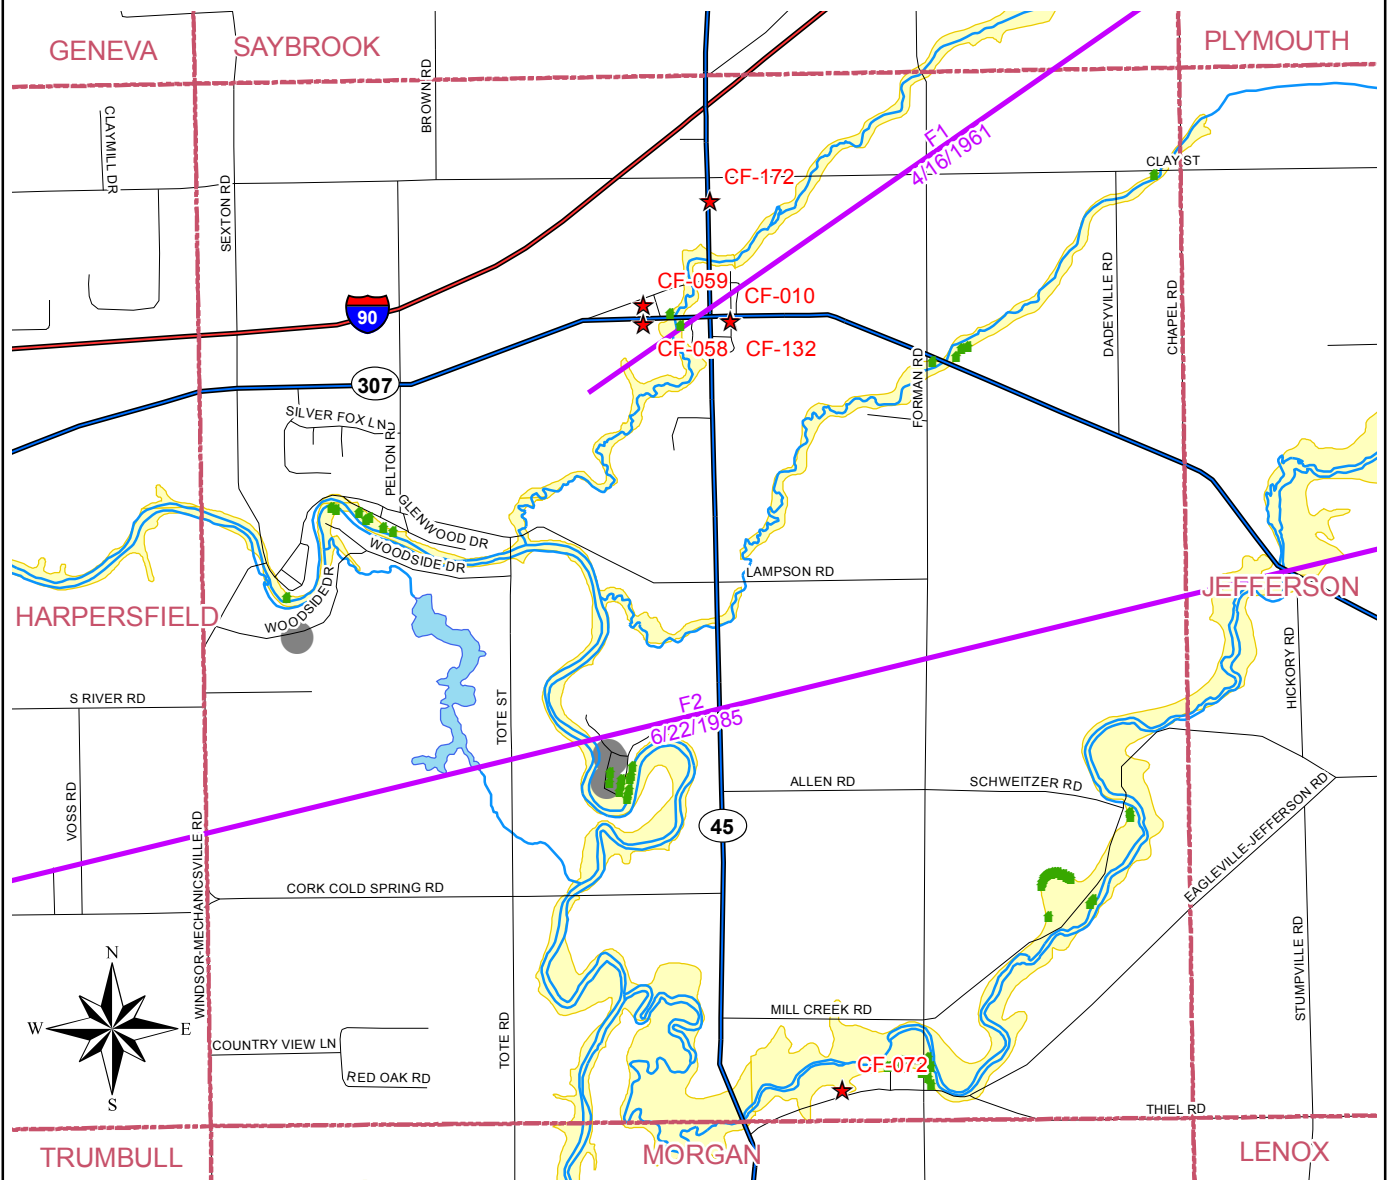 GENEVA
SAYBROOK
PLYMOUTH
BROWN RD
CLAYMILL DR
F1
4/16/1961
CLAY ST
CF-172
SEXTON RD
CF-059
CF-010
90
CF-058
CF-132
DADEYVILLE RD
CHAPEL RD
FORMAN RD
307
SILVER FOX LN
PELTON RD
GLENWOOD DR
WOODSIDE DR
LAMPSON RD
JEFFERSON
HARPERSFIELD
WOODSIDE DR
HICKORY RD
S RIVER RD
TOTE ST
F2
6/22/1985
ALLEN RD
SCHWEITZER RD
VOSS RD
45
EAGLEVILLE-JEFFERSON RD
WINDSOR-MECHANICSVILLE RD
CORK COLD SPRING RD
STUMPVILLE RD
N
W
E
S
MILL CREEK RD
COUNTRY VIEW LN
TOTE RD
RED OAK RD
CF-072
THIEL RD
TRUMBULL
MORGAN
LENOX